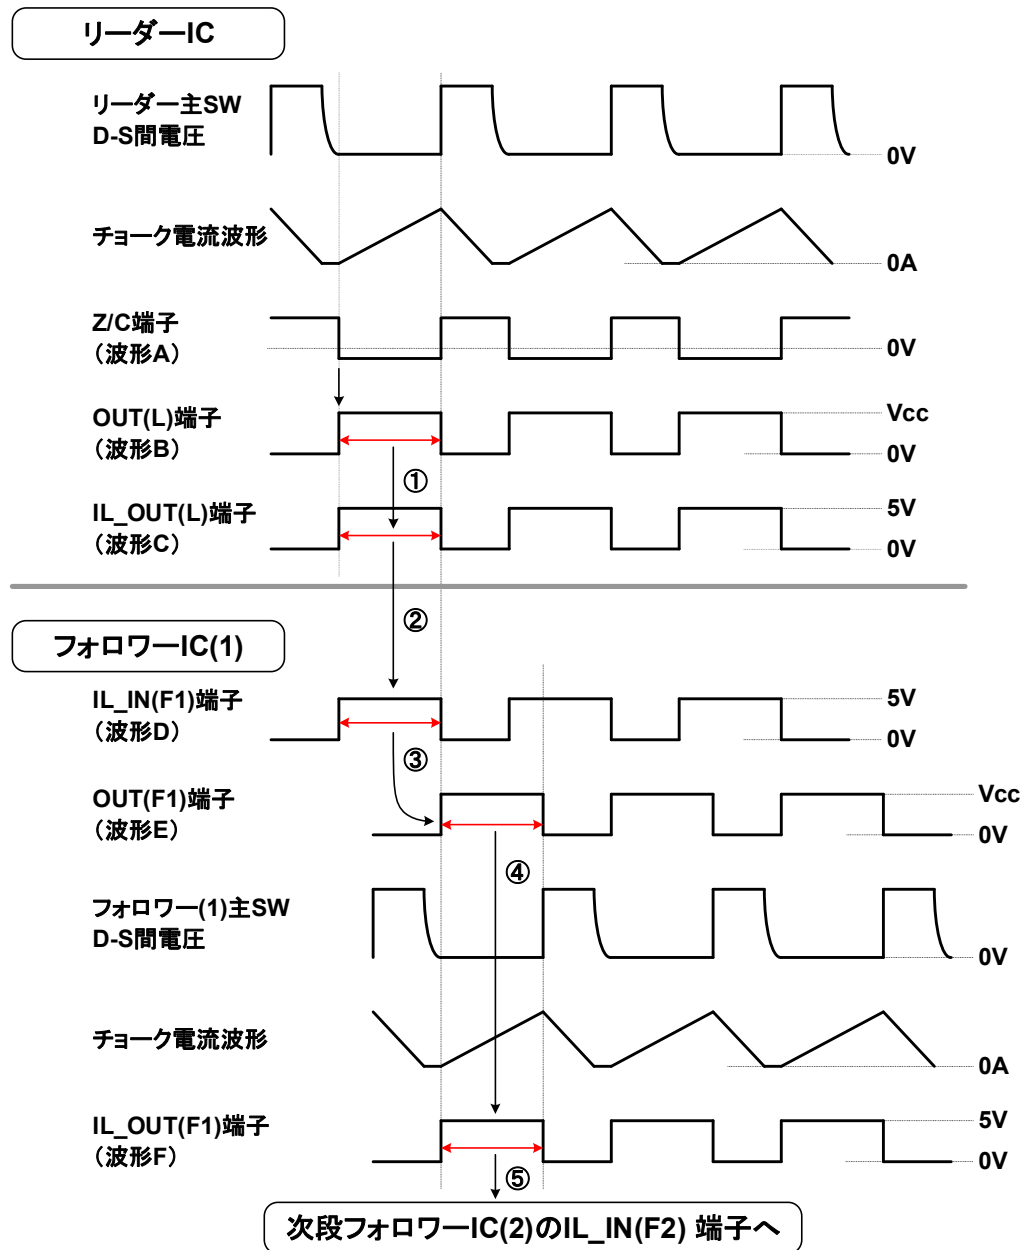 リーダーIC
リーダー主SW
D-S間電圧
0V
チョーク電流波形
0A
Z/C端子
（波形A）
0V
OUT(L)端子
（波形B）
Vcc
0V
①
IL_OUT(L)端子
（波形C）
5V
0V
②
フォロワーIC(1)
IL_IN(F1)端子
（波形D）
5V
0V
③
OUT(F1)端子
（波形E）
Vcc
0V
④
フォロワー(1)主SW
D-S間電圧
0V
チョーク電流波形
0A
IL_OUT(F1)端子
（波形F）
5V
0V
⑤
次段フォロワーIC(2)のIL_IN(F2) 端子へ